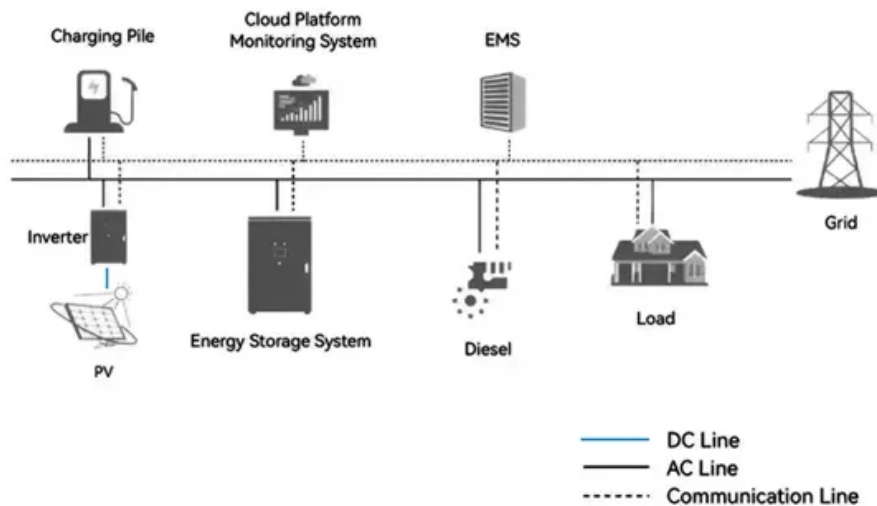 Charging Pile
Cloud Platform
Monitoring System
EMS
Grid
Inverter
PV
Energy Storage System
Diesel
Load
DC Line
AC Line
Communication Line